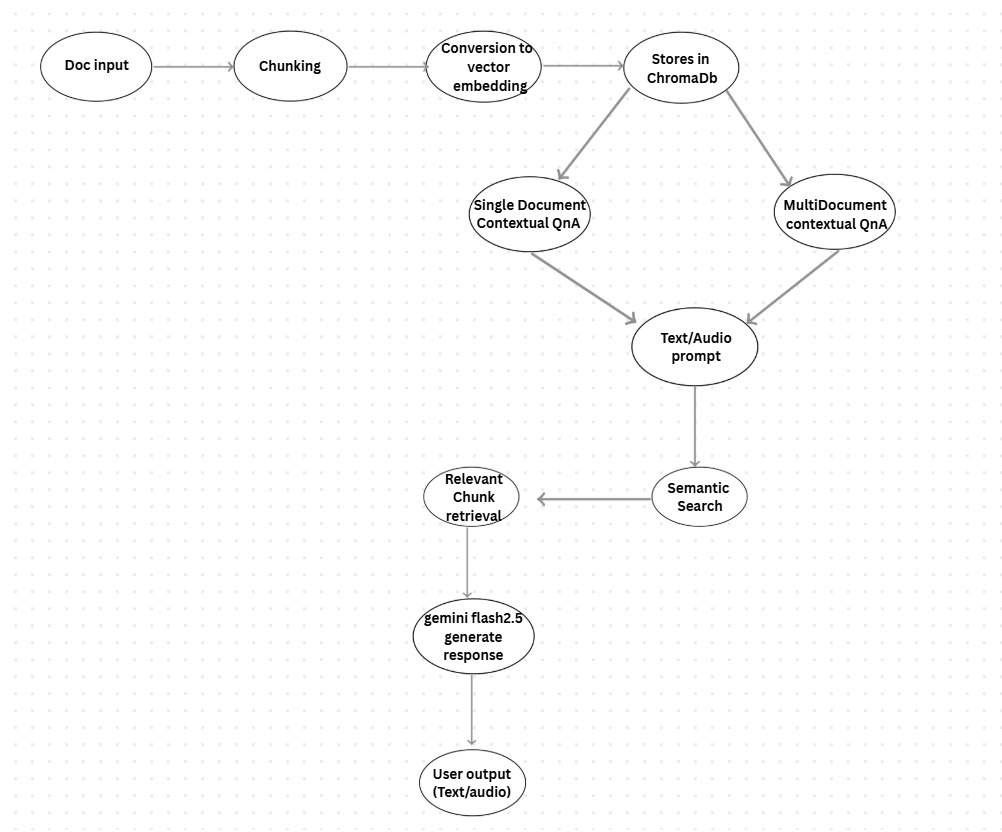 Doc input
Chunking
Conversion to
vector
embedding
Stores in
ChromaDb
Single Document
Contextual QnA
MultiDocument
contextual QnA
Text/Audio
prompt
Semantic
Search
Relevant
Chunk
retrieval
gemini flash2.5
generate
response
User output
(Text/audio)